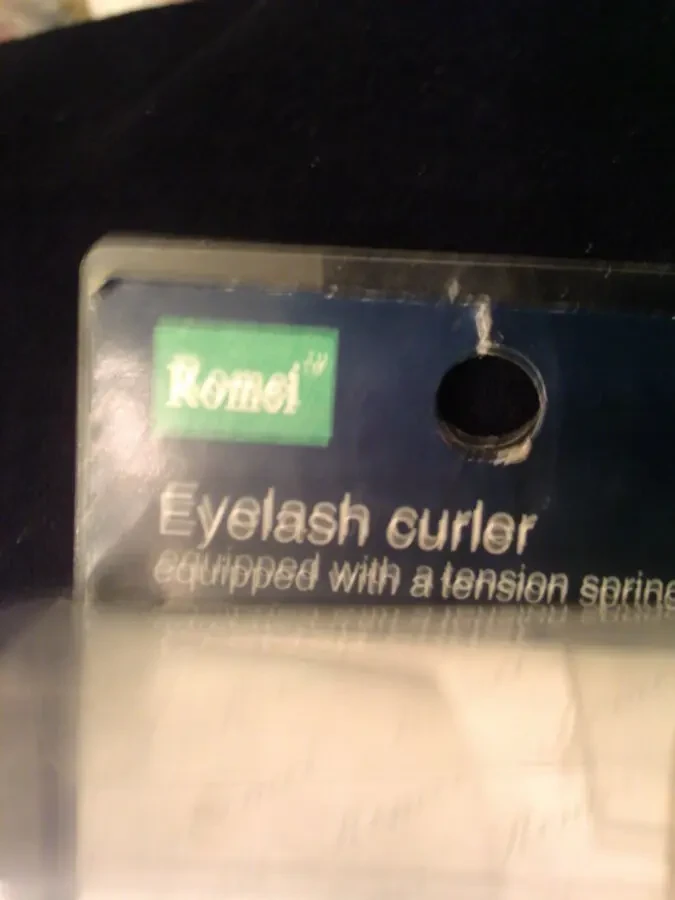 Romei
Eyelash curler
equipped with a tension spring